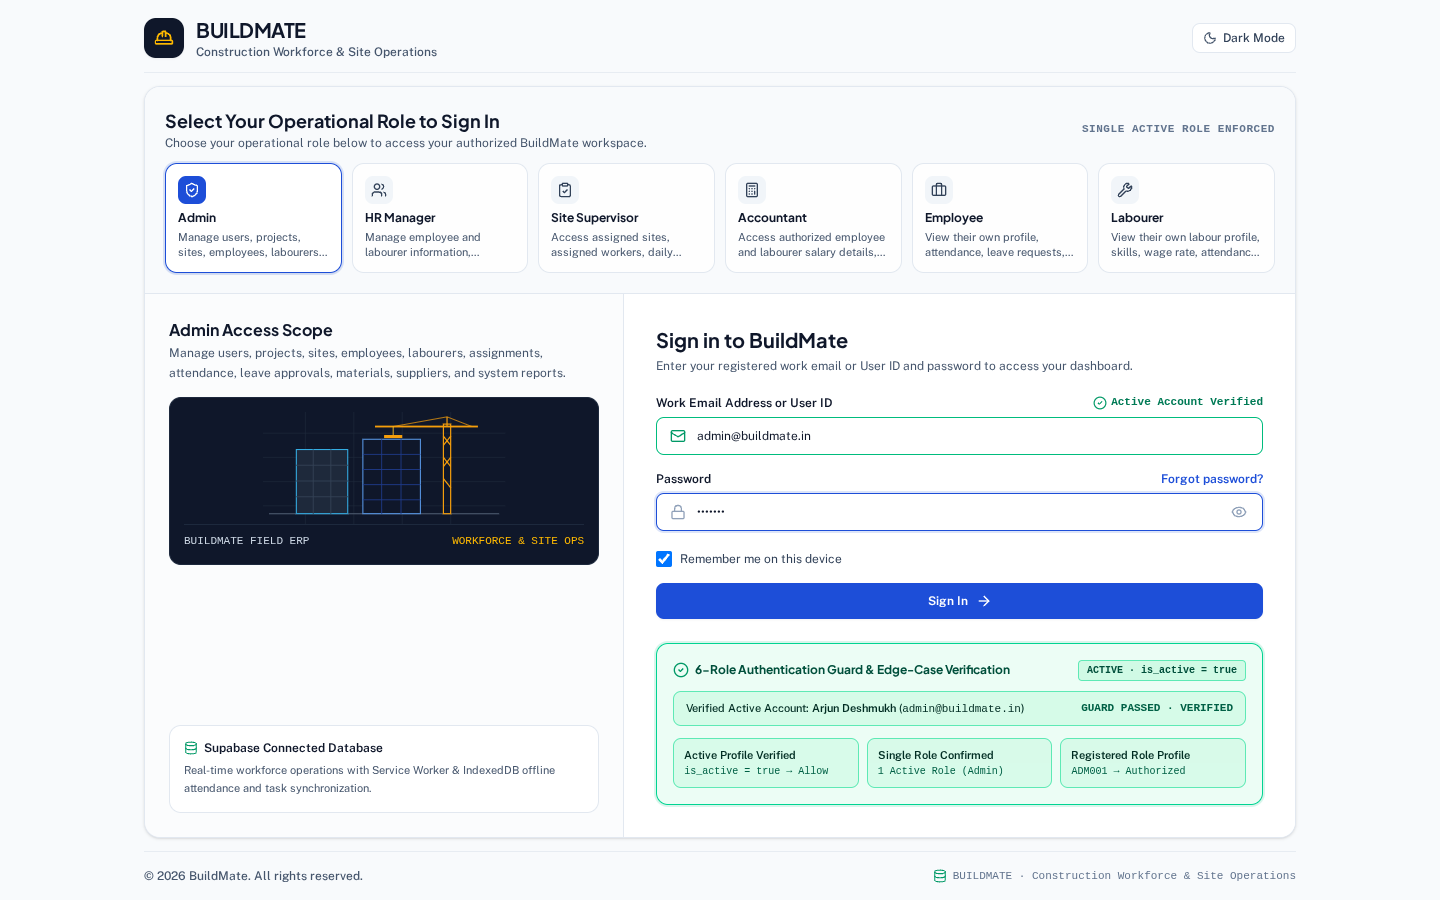 BUILDMATE
Construction Workforce & Site Operations
Dark Mode
Select Your Operational Role to Sign In
Choose your operational role below to access your authorized BuildMate workspace.
SINGLE ACTIVE ROLE ENFORCED
Admin
Manage users, projects,
sites, employees, labourers...
HR Manager
Manage employee and
labourer information,...
Site Supervisor
Access assigned sites,
assigned workers, daily...
Accountant
Access authorized employee
and labourer salary details,...
Employee
View their own profile,
attendance, leave requests,...
Labourer
View their own labour profile,
skills, wage rate, attendanc...
Admin Access Scope
Manage users, projects, sites, employees, labourers, assignments,
attendance, leave approvals, materials, suppliers, and system reports.
BUILDMATE FIELD ERP
WORKFORCE & SITE OPS
Supabase Connected Database
Real-time workforce operations with Service Worker & IndexedDB offline
attendance and task synchronization.
Sign in to BuildMate
Enter your registered work email or User ID and password to access your dashboard.
Work Email Address or User ID
Active Account Verified
admin@buildmate.in
Password
Forgot password?
•••••••
Remember me on this device
Sign In
6-Role Authentication Guard & Edge-Case Verification
ACTIVE · is_active = true
Verified Active Account: Arjun Deshmukh (admin@buildmate.in)
GUARD PASSED · VERIFIED
Active Profile Verified
is_active = true → Allow
Single Role Confirmed
1 Active Role (Admin)
Registered Role Profile
ADM001 → Authorized
© 2026 BuildMate. All rights reserved.
BUILDMATE · Construction Workforce & Site Operations